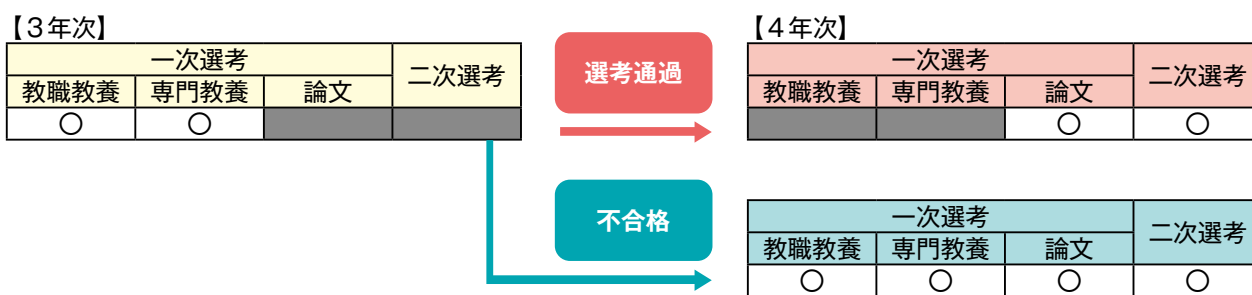 【3年次】
一次選考 二次選考
教職教養 専門教養 論文
○ ○
選考通過
【4年次】
一次選考 二次選考
教職教養 専門教養 論文
○ ○
不合格
一次選考 二次選考
教職教養 専門教養 論文
○ ○ ○ ○